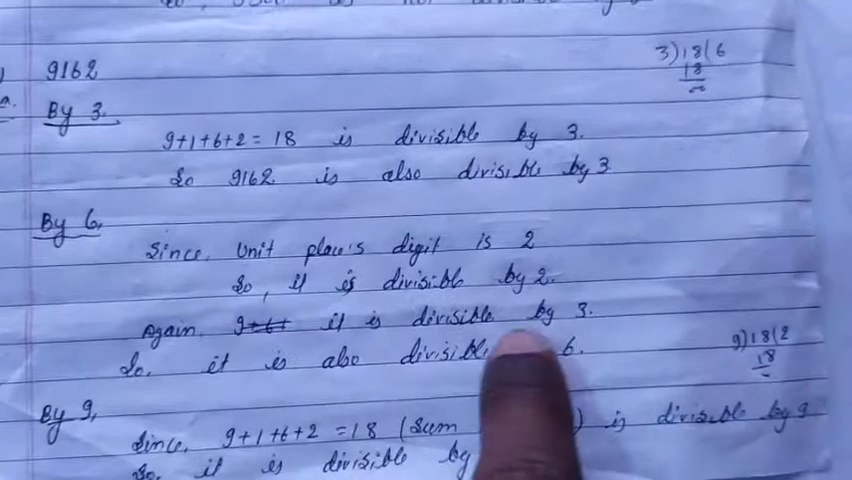 9162
3)18(6
18
By 3.
9+1+6+2 = 18 is divisible by 3.
So 9162 is also divisible by 3
By 6,
Since, Unit place's digit is 2
So, it is divisible by 2.
Again it is divisible by 3.
So, it is also divisible 6.
9)18(2
18
By 9,
Since, 9+1+6+2 = 18 (Sum ) is divisible by 9
So, it is divisible by